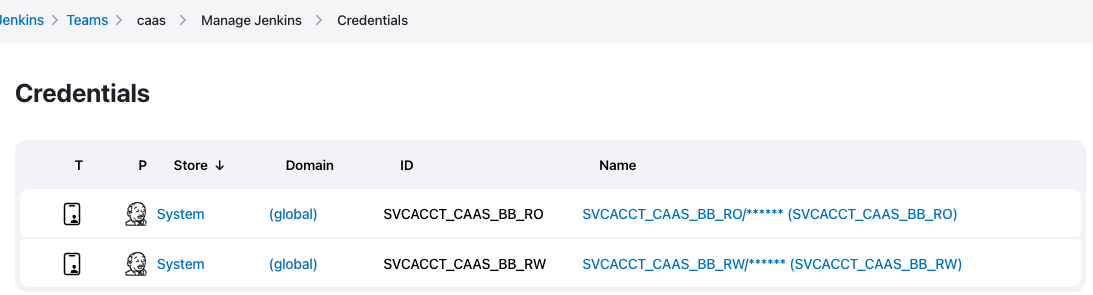 Jenkins > Teams > caas > Manage Jenkins > Credentials
Credentials
T P Store ↓ Domain ID Name
System (global) SVCACCT_CAAS_BB_RO SVCACCT_CAAS_BB_RO/****** (SVCACCT_CAAS_BB_RO)
System (global) SVCACCT_CAAS_BB_RW SVCACCT_CAAS_BB_RW/****** (SVCACCT_CAAS_BB_RW)